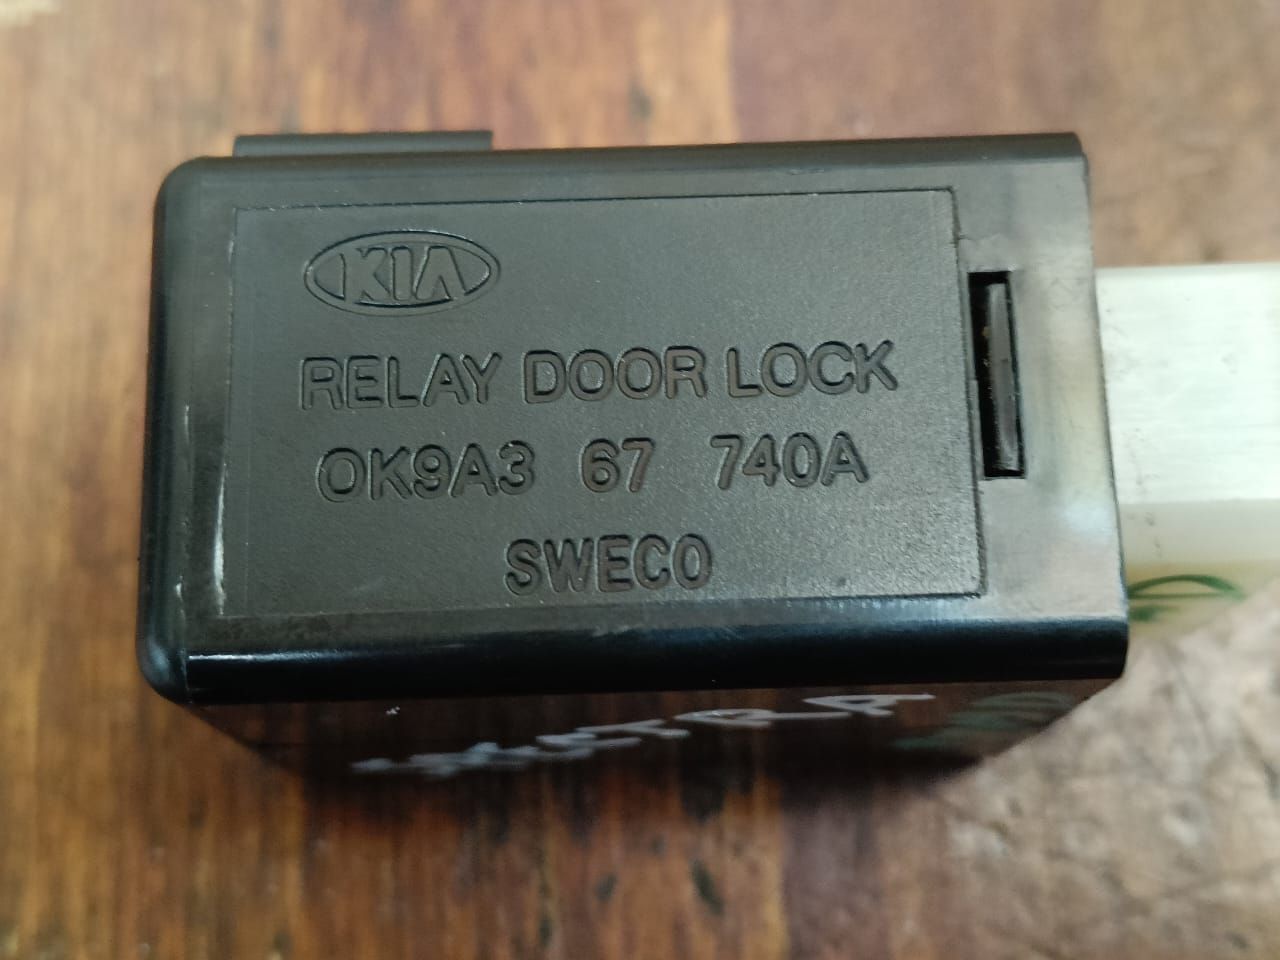 KIA
RELAY DOOR LOCK
OK9A3 67 740A
SWECO